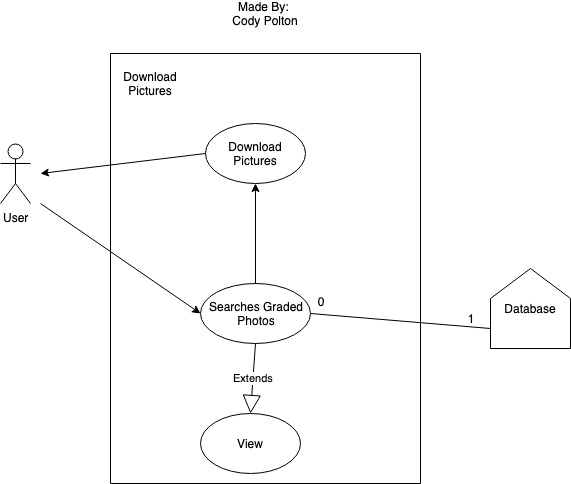 Made By:
Cody Polton
Download
Pictures
Download
Pictures
User
Searches Graded
Photos
0
1
Database
Extends
View